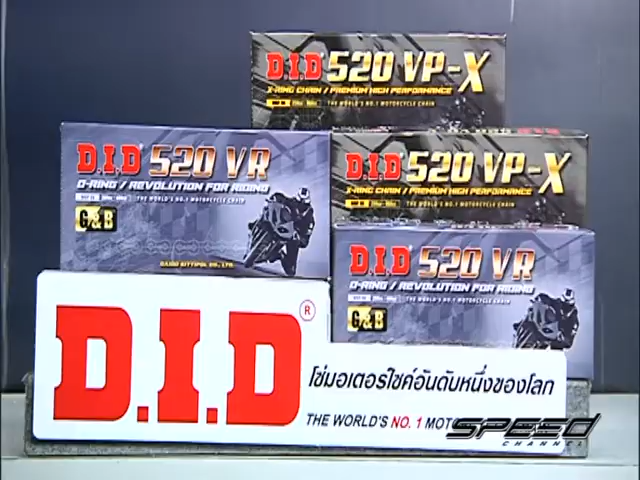 D.I.D 520 VP-X
X-RING CHAIN / PREMIUM HIGH PERFORMANCE
THE WORLD'S NO.1 MOTORCYCLE CHAIN
D.I.D 520 VR
O-RING / REVOLUTION FOR RIDING
THE WORLD'S NO.1 MOTORCYCLE CHAIN
G&B
DAIDO SITTIPOL CO., LTD.
D.I.D 520 VP-X
X-RING CHAIN / PREMIUM HIGH PERFORMANCE
THE WORLD'S NO.1 MOTORCYCLE CHAIN
D.I.D 520 VR
O-RING / REVOLUTION FOR RIDING
THE WORLD'S NO.1 MOTORCYCLE CHAIN
G&B
D.I.D®
โซ่มอเตอร์ไซค์อันดับหนึ่งของโลก
THE WORLD'S NO. 1
SPEED
CHANNEL